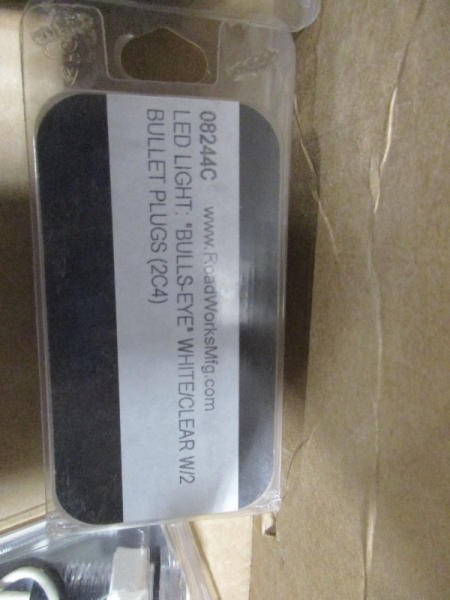 08244C www.RoadWorksMfg.com
LED LIGHT: "BULLS-EYE" WHITE/CLEAR W/2
BULLET PLUGS (2C4)